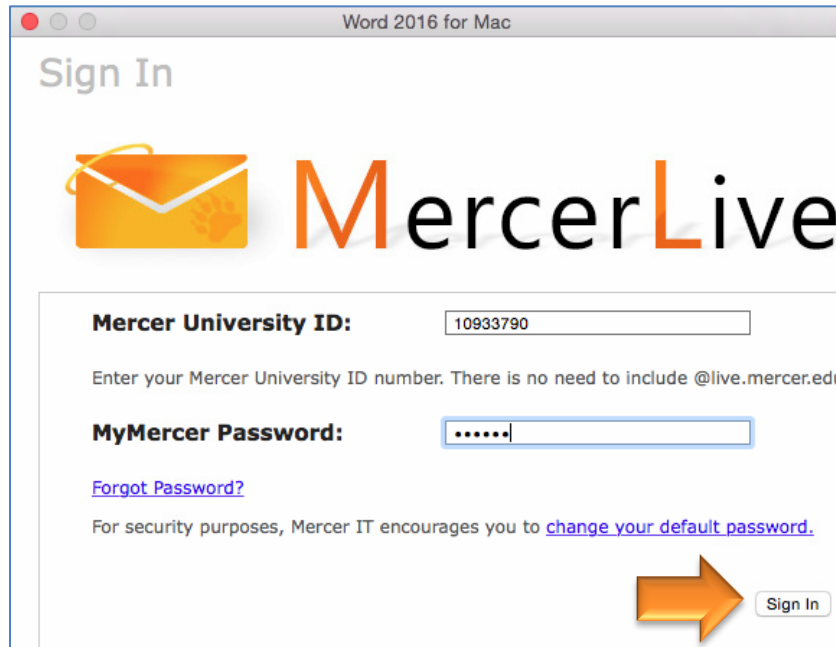 Word 2016 for Mac
Sign In
MercerLive
Mercer University ID:
10933790
Enter your Mercer University ID number. There is no need to include @live.mercer.edu
MyMercer Password:
••••••
Forgot Password?
For security purposes, Mercer IT encourages you to change your default password.
Sign In